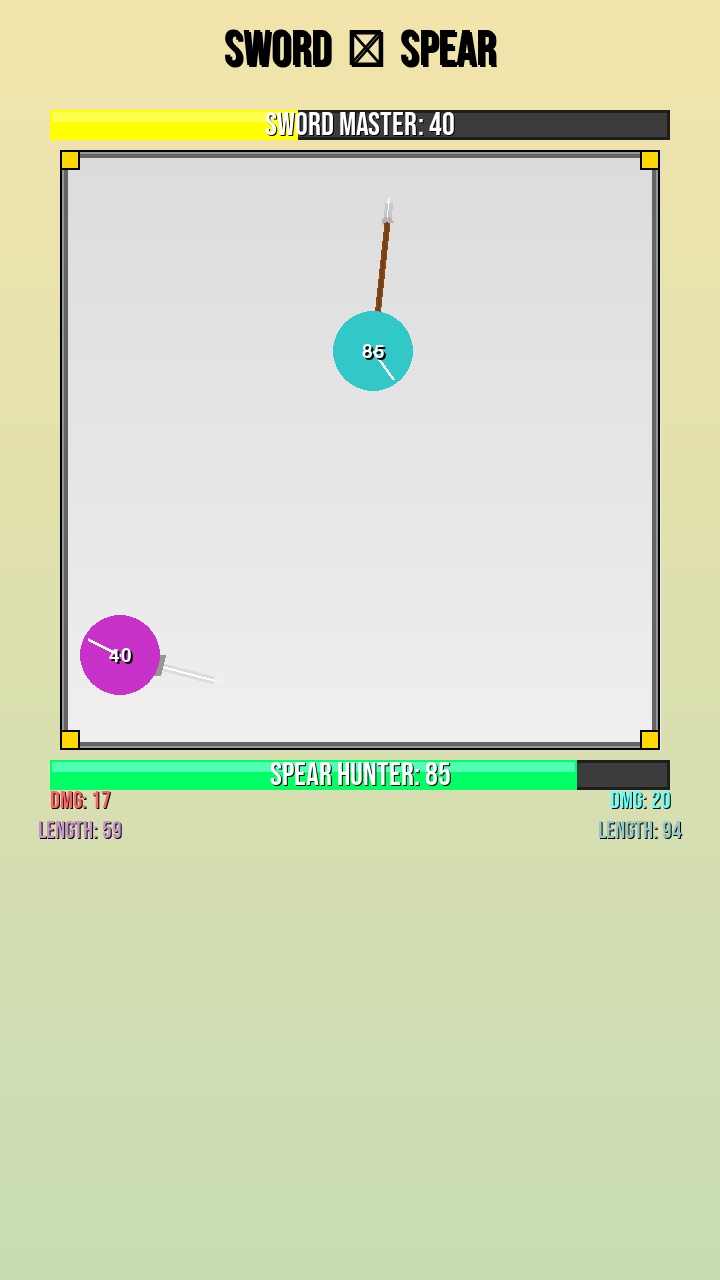 SWORD ☒ SPEAR
SWORD MASTER: 40
85
40
SPEAR HUNTER: 85
DMG: 17 DMG: 20
LENGTH: 59 LENGTH: 94